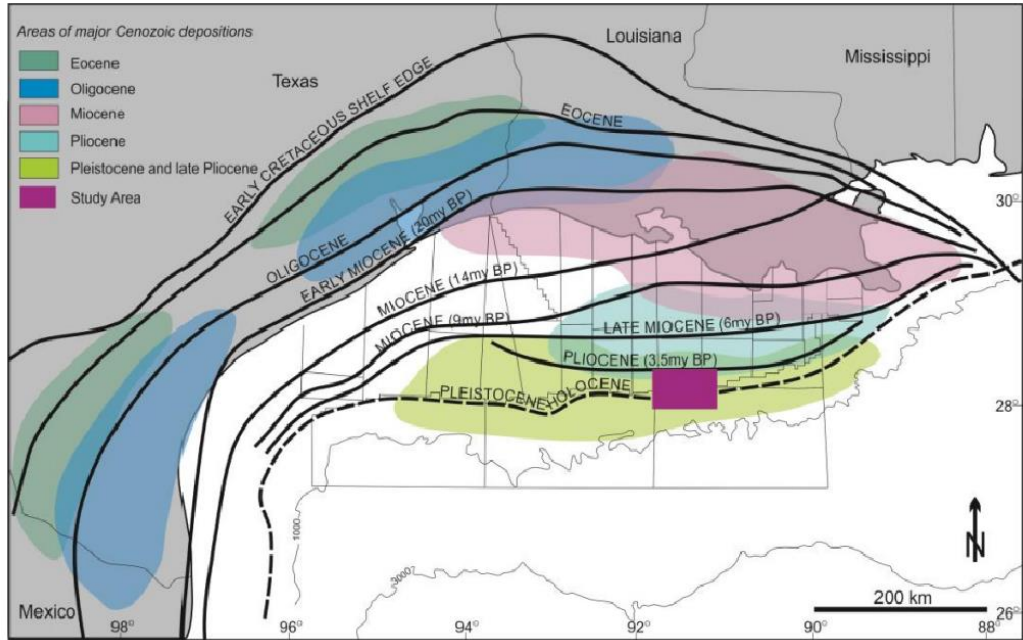 Areas of major Cenozoic depositions
Eocene
Oligocene
Miocene
Pliocene
Pleistocene and late Pliocene
Study Area
Texas
Louisiana
Mississippi
EARLY CRETACEOUS SHELF EDGE
EOCENE
OLIGOCENE
EARLY MIOCENE (20my BP)
MIOCENE (14my BP)
MIOCENE (9my BP)
LATE MIOCENE (6my BP)
PLIOCENE (3,5my BP)
PLEISTOCENE-HOLOCENE
30°
28°
26°
1000
N
200 km
Mexico
98°
96°
94°
92°
90°
88°